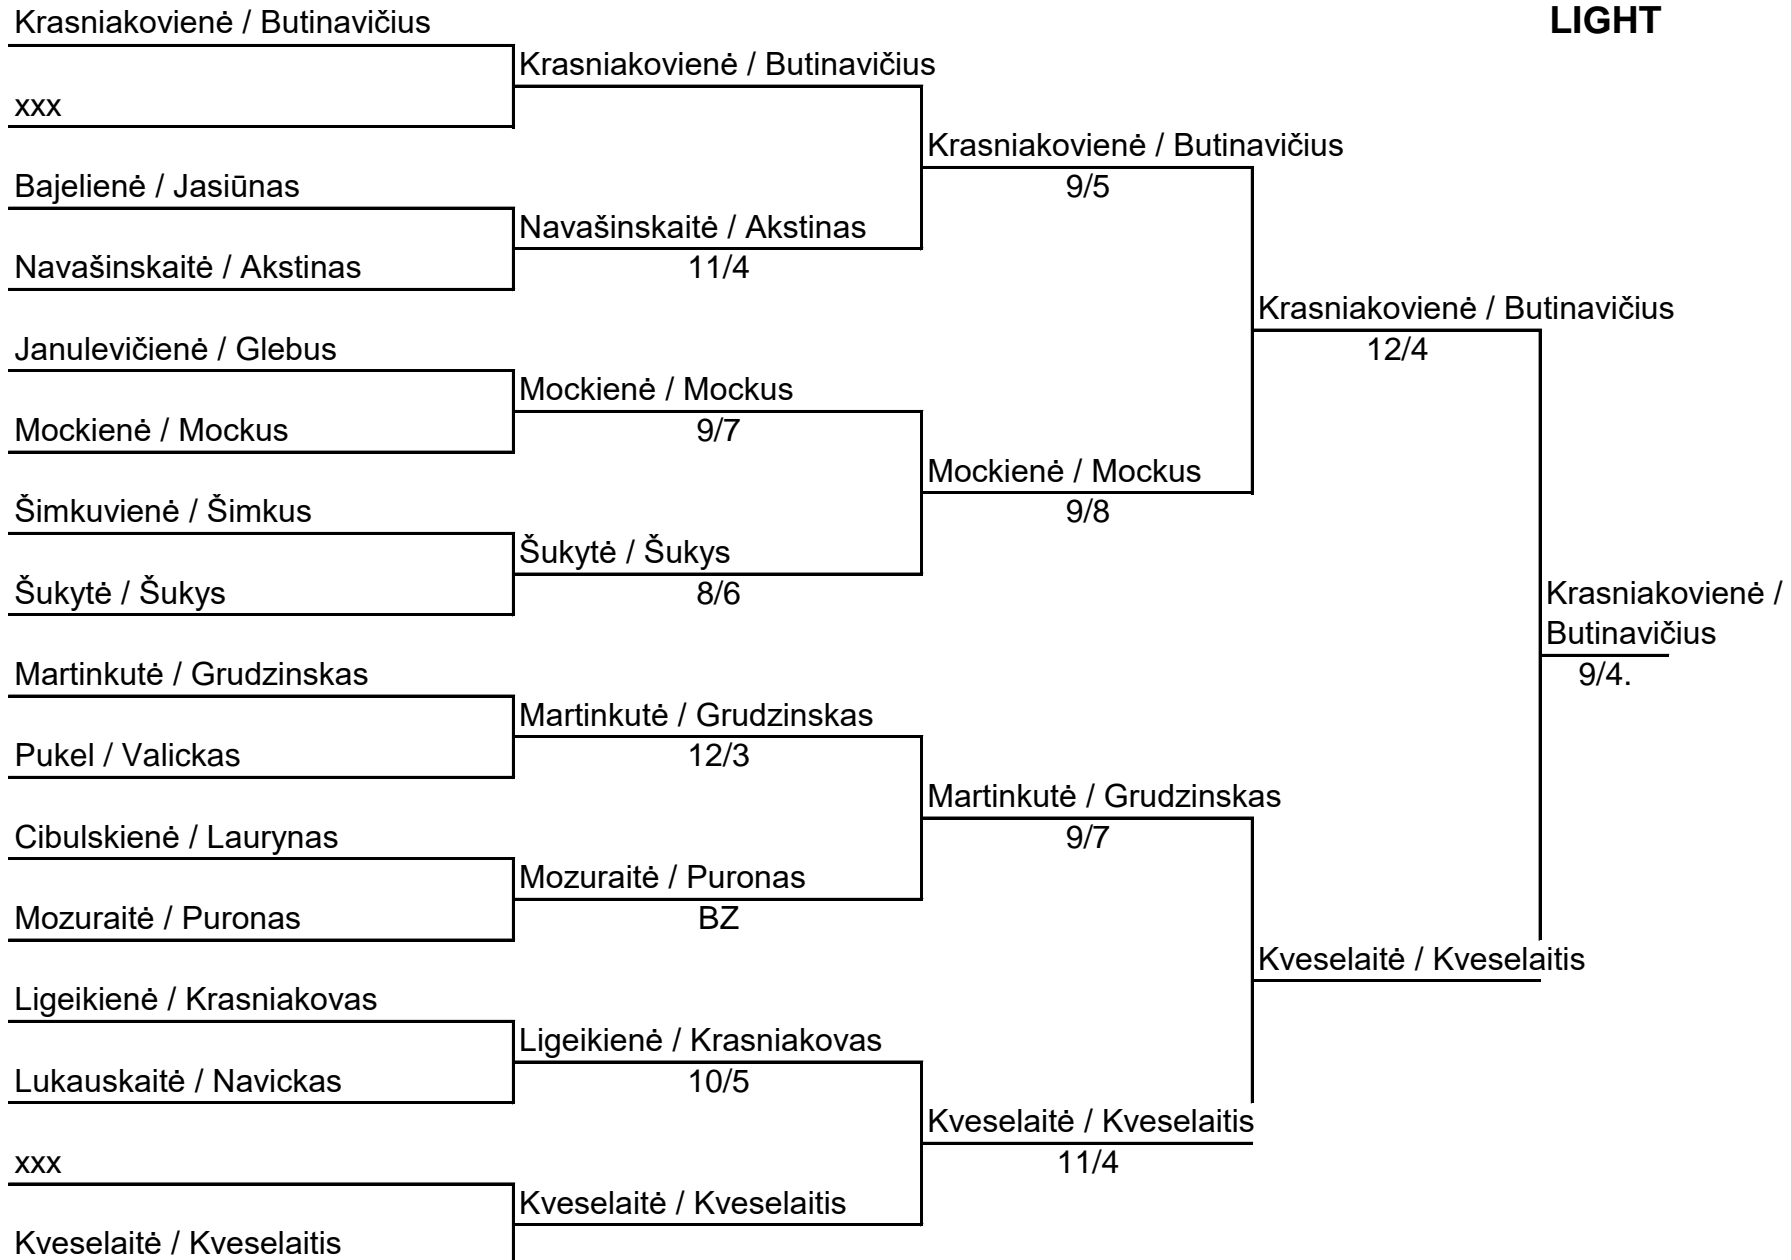 LIGHT
Krasniakovienė / Butinavičius
Krasniakovienė / Butinavičius
xxx
Krasniakovienė / Butinavičius
9/5
Bajelienė / Jasiūnas
Navašinskaitė / Akstinas
11/4
Navašinskaitė / Akstinas
Krasniakovienė / Butinavičius
12/4
Janulevičienė / Glebus
Mockienė / Mockus
9/7
Mockienė / Mockus
Mockienė / Mockus
9/8
Šimkuvienė / Šimkus
Šukytė / Šukys
8/6
Šukytė / Šukys
Krasniakovienė /
Butinavičius
9/4.
Martinkutė / Grudzinskas
Martinkutė / Grudzinskas
12/3
Pukel / Valickas
Martinkutė / Grudzinskas
9/7
Cibulskienė / Laurynas
Mozuraitė / Puronas
BZ
Mozuraitė / Puronas
Kveselaitė / Kveselaitis
Ligeikienė / Krasniakovas
Ligeikienė / Krasniakovas
10/5
Lukauskaitė / Navickas
Kveselaitė / Kveselaitis
11/4
xxx
Kveselaitė / Kveselaitis
Kveselaitė / Kveselaitis